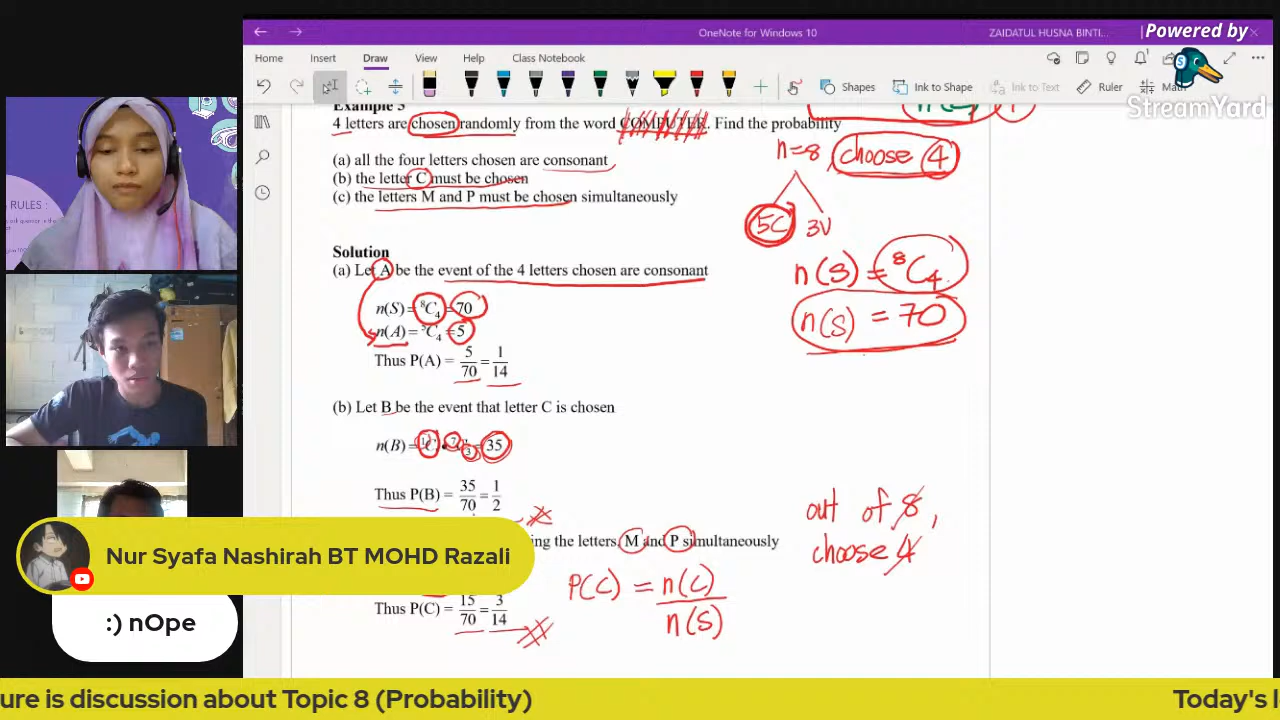 OneNote for Windows 10
ZAIDATUL HUSNA BINTI...
Powered by
StreamYard
Home Insert Draw View Help Class Notebook
Shapes Ink to Shape Ruler Math
RULES :
Example 5
4 letters are chosen randomly from the word COMPUTER. Find the probability
(a) all the four letters chosen are consonant
(b) the letter C must be chosen
(c) the letters M and P must be chosen simultaneously
n=8, choose 4
5C 3V
n(S) = ⁸C₄
n(S) = 70
Solution
(a) Let A be the event of the 4 letters chosen are consonant
n(S) = ⁸C₄ = 70
n(A) = ⁵C₄ = 5
Thus P(A) = 5/70 = 1/14
(b) Let B be the event that letter C is chosen
n(B) = ¹C • ⁷ ₃ = 35
Thus P(B) = 35/70 = 1/2
ing the letters M and P simultaneously
Thus P(C) = 15/70 = 3/14
P(C) = n(C)/n(S)
out of 8,
choose 4
Nur Syafa Nashirah BT MOHD Razali
:) nOpe
ure is discussion about Topic 8 (Probability)
Today's l